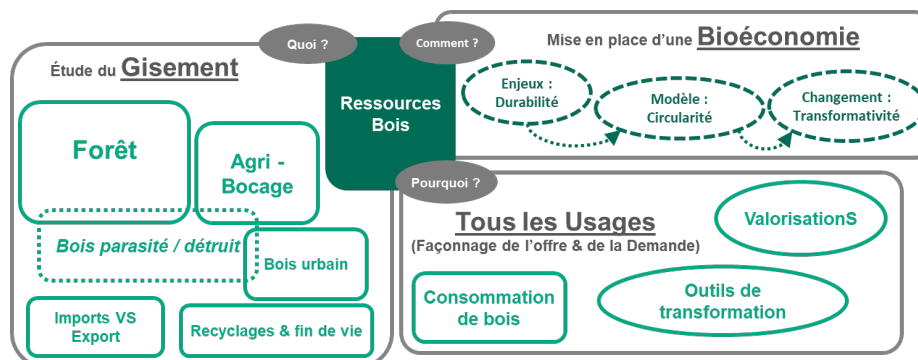 Quoi ?
Étude du Gisement
Forêt
Agri -
Bocage
Bois parasité / détruit
Bois urbain
Imports VS
Export
Recyclages & fin de vie
Ressources
Bois
Comment ?
Mise en place d'une Bioéconomie
Enjeux :
Durabilité
Modèle :
Circularité
Changement :
Transformativité
Pourquoi ?
Tous les Usages
(Façonnage de l'offre & de la Demande)
ValorisationS
Consommation
de bois
Outils de
transformation